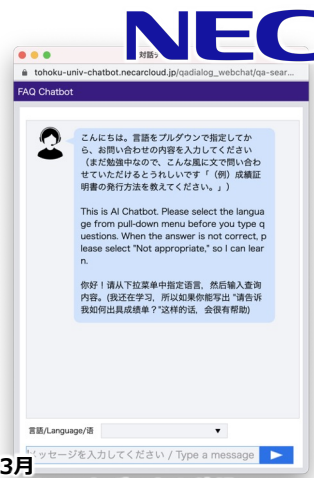 NEC
対話
tohoku-univ-chatbot.necarcloud.jp/qadialog_webchat/qa-sear...
FAQ Chatbot
こんにちは。言語をプルダウンで指定してか
ら、お問い合わせの内容を入力してください
（まだ勉強中なので、こんな風に文で問い合わ
せていただけるとうれしいです「（例）成績証
明書の発行方法を教えてください。」）
This is AI Chatbot. Please select the langua
ge from pull-down menu before you type q
uestions. When the answer is not correct, p
lease select "Not appropriate," so I can lear
n.
你好！请从下拉菜单中指定语言，然后输入查询
内容。(我还在学习，所以如果你能写出 "请告诉
我如何出具成绩单？"这样的话，会很有帮助)
言語/Language/语
メッセージを入力してください / Type a message
3月